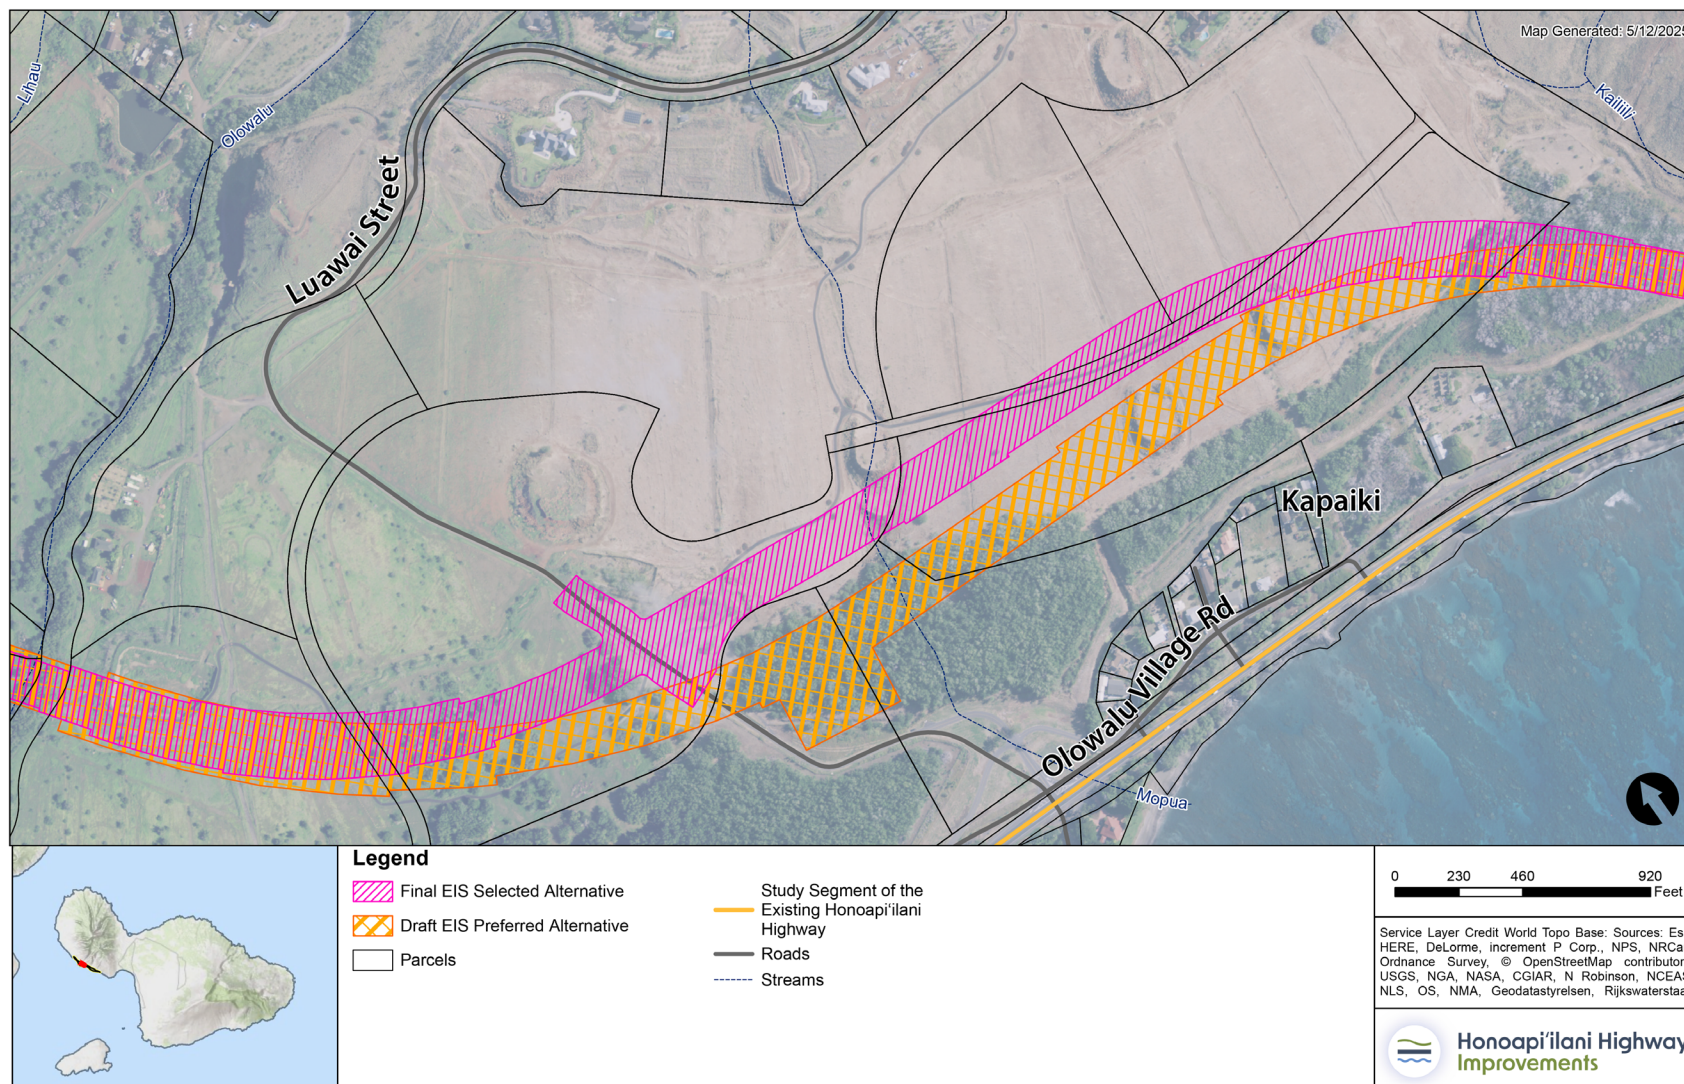 Map Generated: 5/12/2025
Lihau
Olowalu
Kailiili
Luawai Street
Kapaiki
Olowalu Village Rd
Mopua
Legend
Final EIS Selected Alternative
Draft EIS Preferred Alternative
Parcels
Study Segment of the
Existing Honoapiʻilani
Highway
Roads
Streams
0 230 460 920
Feet
Service Layer Credit World Topo Base: Sources: Es
HERE, DeLorme, increment P Corp., NPS, NRCa
Ordnance Survey, © OpenStreetMap contributor
USGS, NGA, NASA, CGIAR, N Robinson, NCEAS
NLS, OS, NMA, Geodatastyrelsen, Rijkswaterstaa
Honoapiʻilani Highway
Improvements